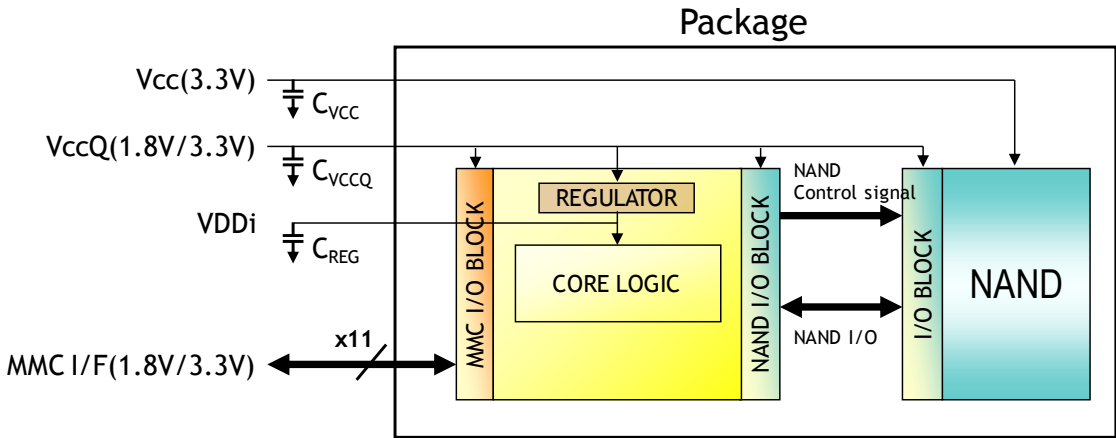 Package
Vcc(3.3V)
CVCC
VccQ(1.8V/3.3V)
CVCCQ
VDDi
CREG
MMC I/F(1.8V/3.3V)
x11
MMC I/O BLOCK
REGULATOR
CORE LOGIC
NAND I/O BLOCK
NAND
Control signal
NAND I/O
I/O BLOCK
NAND